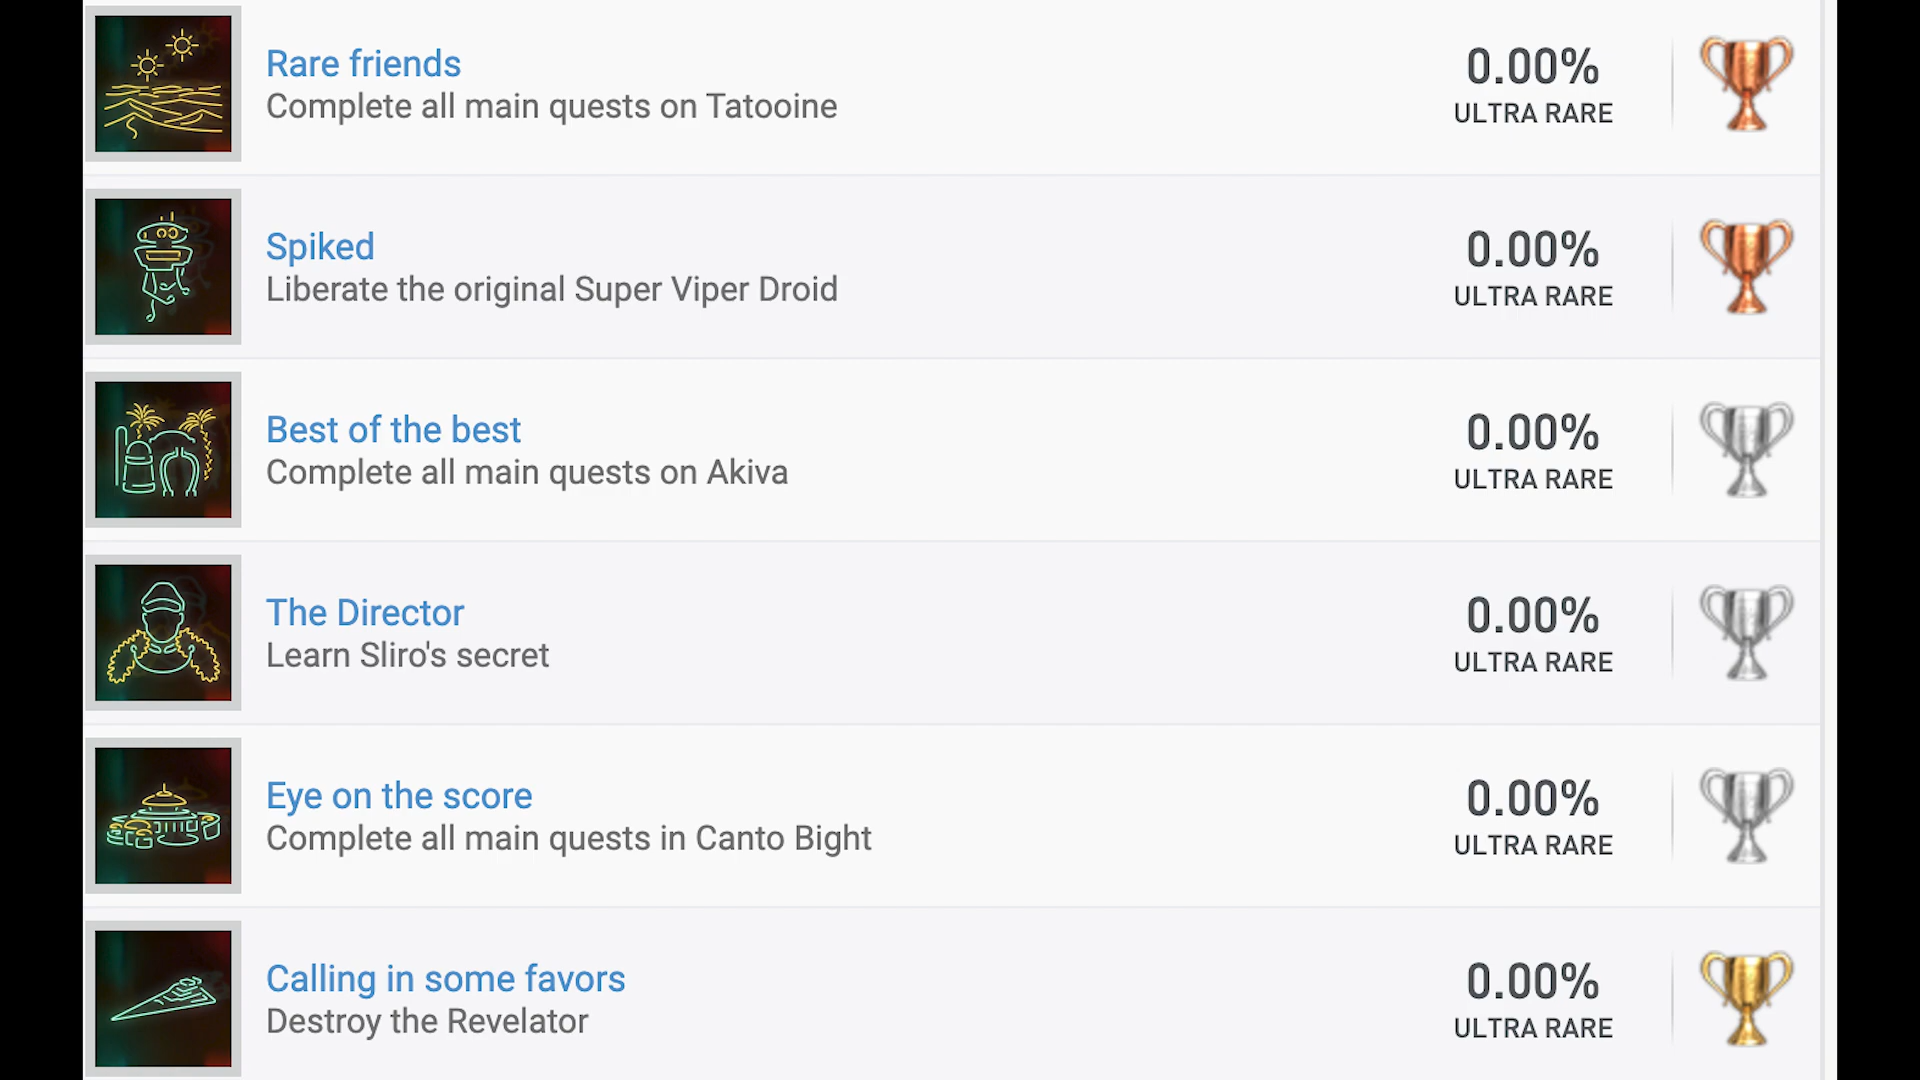 Rare friends
Complete all main quests on Tatooine
0.00%
ULTRA RARE
Spiked
Liberate the original Super Viper Droid
0.00%
ULTRA RARE
Best of the best
Complete all main quests on Akiva
0.00%
ULTRA RARE
The Director
Learn Sliro's secret
0.00%
ULTRA RARE
Eye on the score
Complete all main quests in Canto Bight
0.00%
ULTRA RARE
Calling in some favors
Destroy the Revelator
0.00%
ULTRA RARE